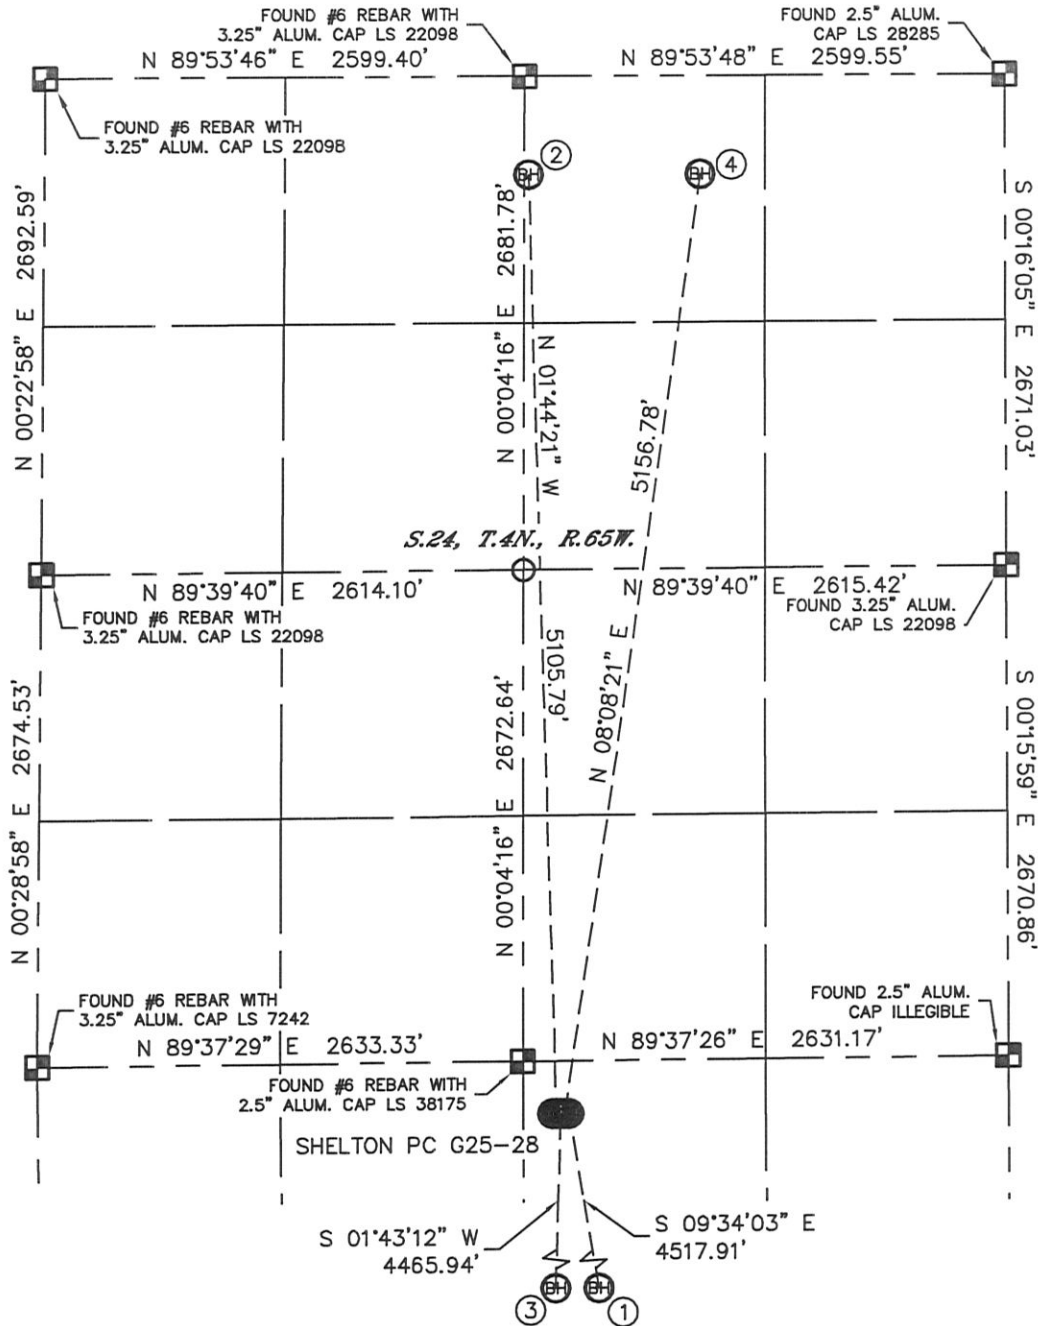 FOUND #6 REBAR WITH
3.25" ALUM. CAP LS 22098
FOUND 2.5" ALUM.
CAP LS 28285
N 89°53'46" E 2599.40'
N 89°53'48" E 2599.55'
FOUND #6 REBAR WITH
3.25" ALUM. CAP LS 22098
BH 2
BH 4
N 00°22'58" E 2692.59'
N 00°04'16" E 2681.78'
N 01°44'21" W
5105.79'
N 08°08'21" E
5156.78'
S 00°16'05" E 2671.03'
S.24, T.4N., R.65W.
N 89°39'40" E 2614.10'
N 89°39'40" E 2615.42'
FOUND #6 REBAR WITH
3.25" ALUM. CAP LS 22098
FOUND 3.25" ALUM.
CAP LS 22098
N 00°28'58" E 2674.53'
N 00°04'16" E 2672.64'
S 00°15'59" E 2670.86'
FOUND #6 REBAR WITH
3.25" ALUM. CAP LS 7242
FOUND 2.5" ALUM.
CAP ILLEGIBLE
N 89°37'29" E 2633.33'
N 89°37'26" E 2631.17'
FOUND #6 REBAR WITH
2.5" ALUM. CAP LS 38175
SHELTON PC G25-28
S 01°43'12" W
4465.94'
S 09°34'03" E
4517.91'
3 BH
BH 1